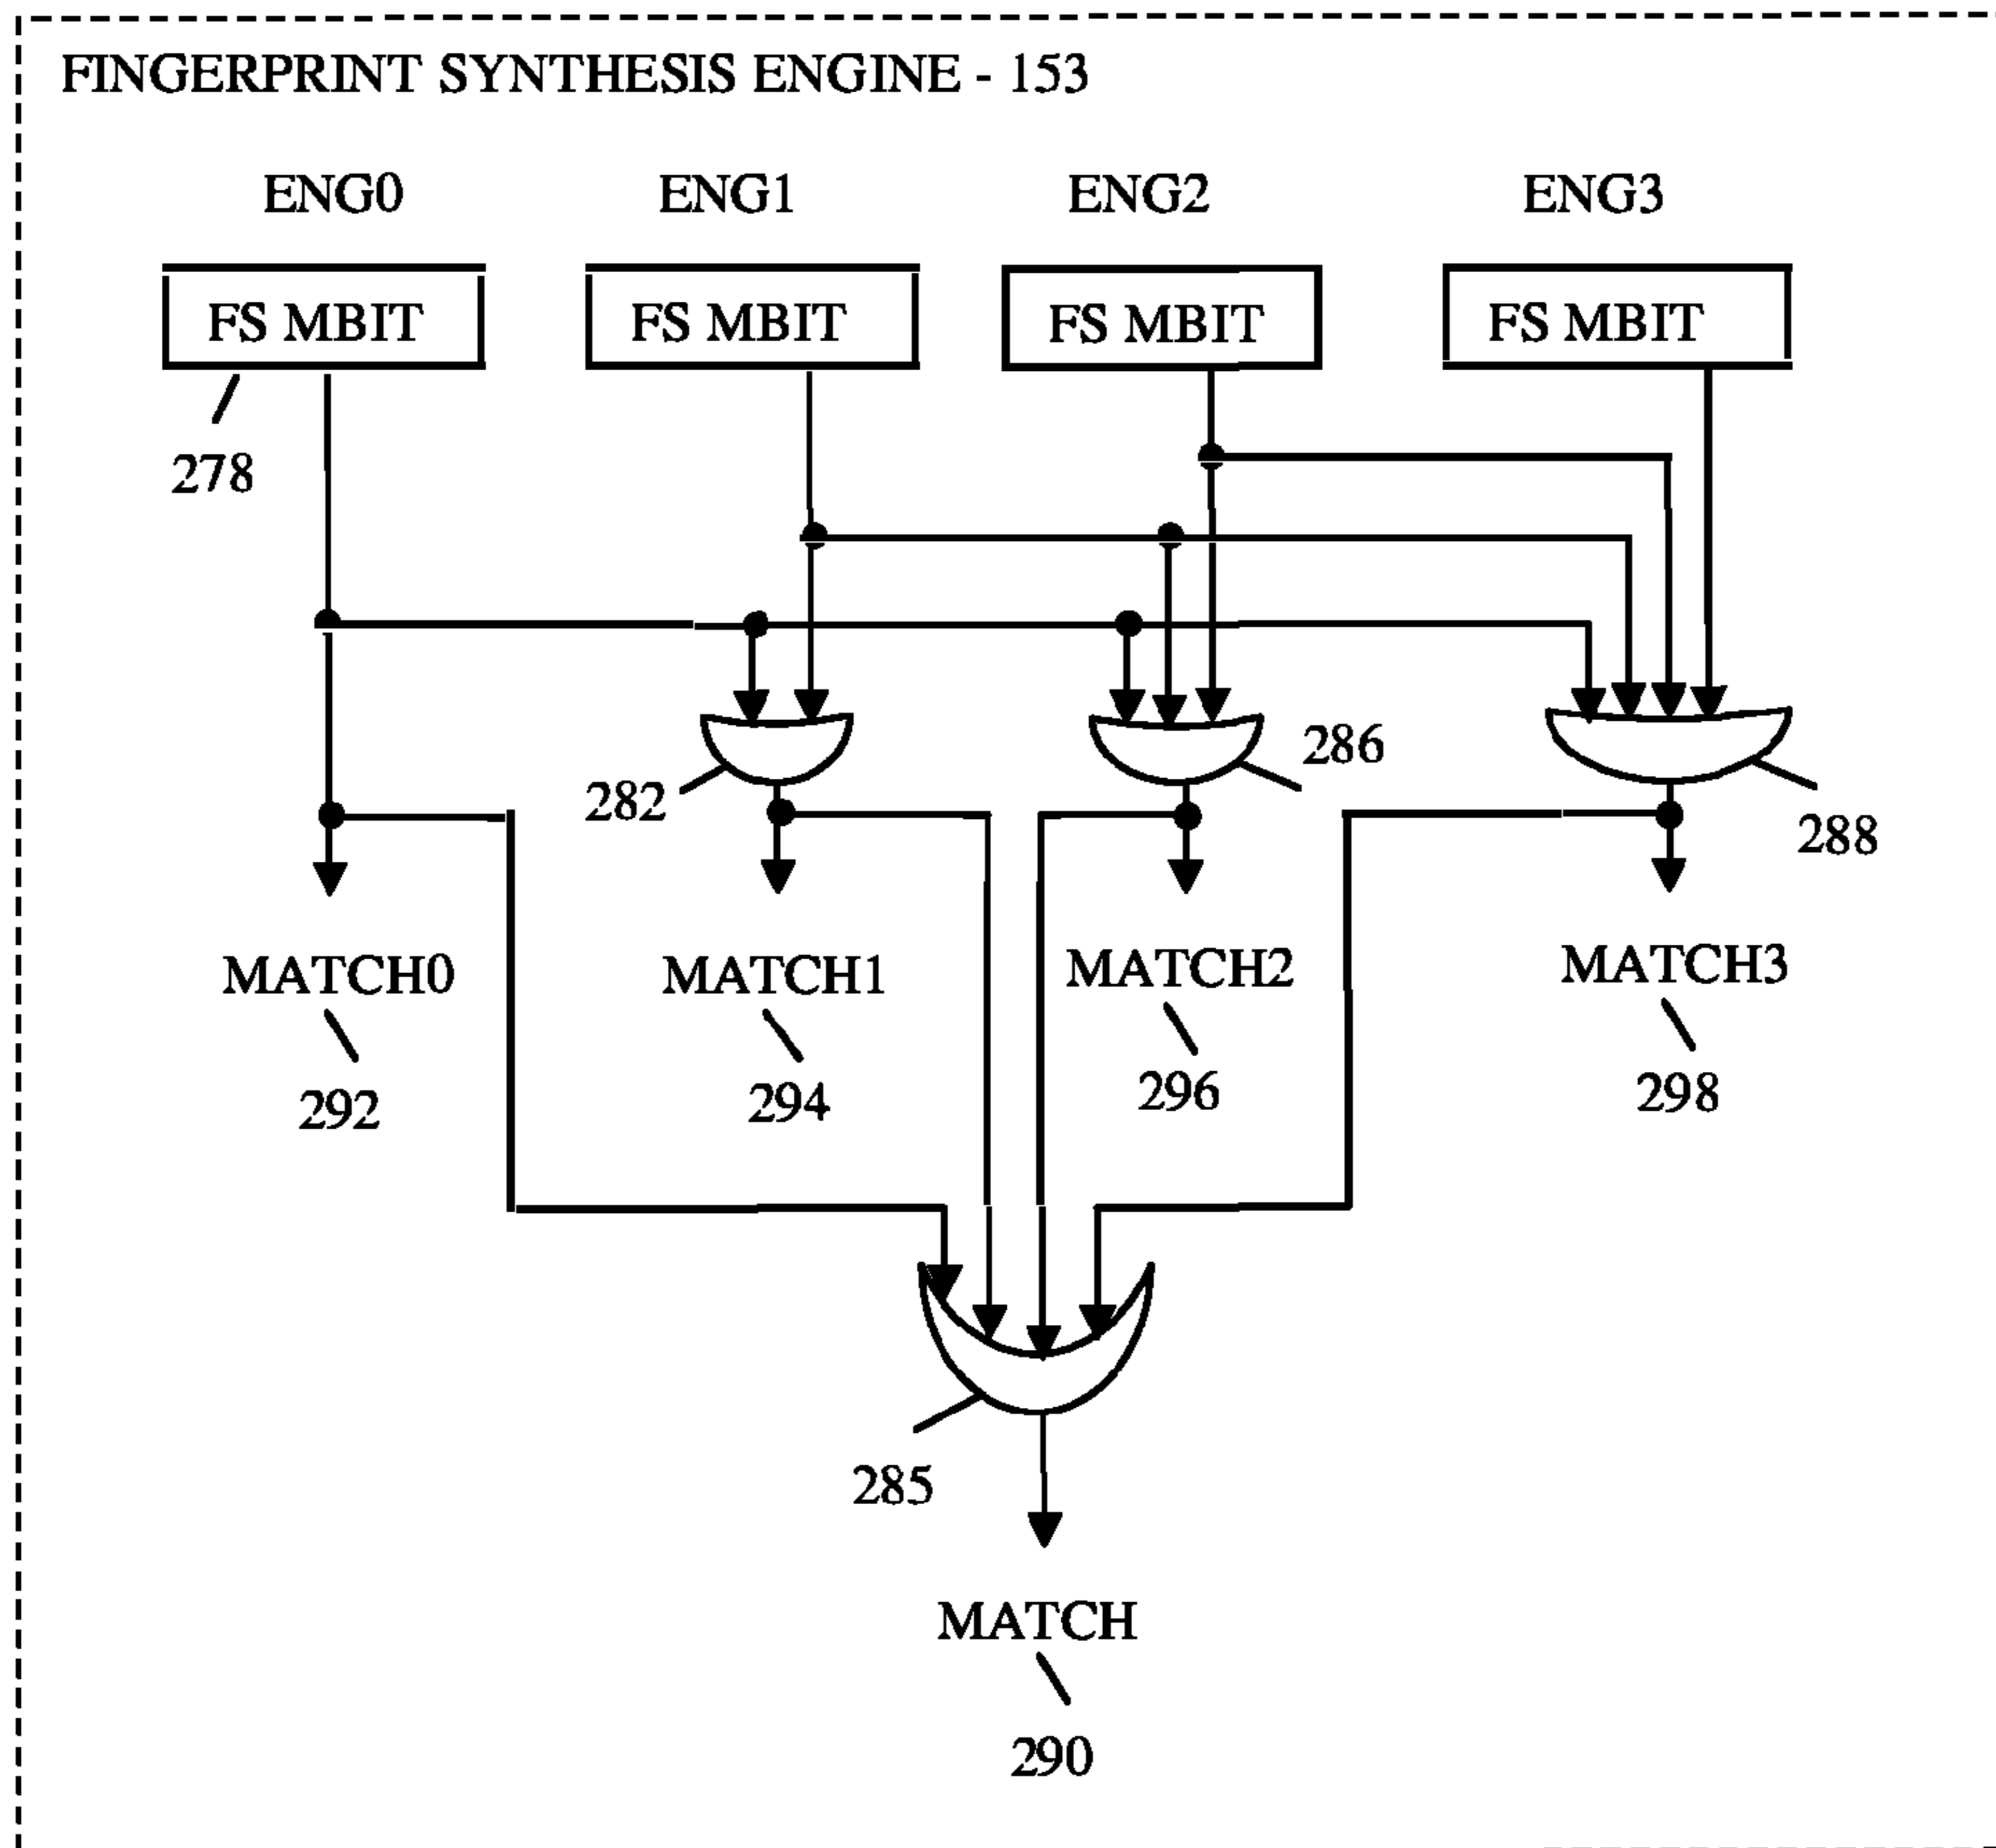 FINGERPRINT SYNTHESIS ENGINE - 153
ENG0 ENG1 ENG2 ENG3
FS MBIT FS MBIT FS MBIT FS MBIT
278
282 286 288
MATCH0 MATCH1 MATCH2 MATCH3
292 294 296 298
285
MATCH
290